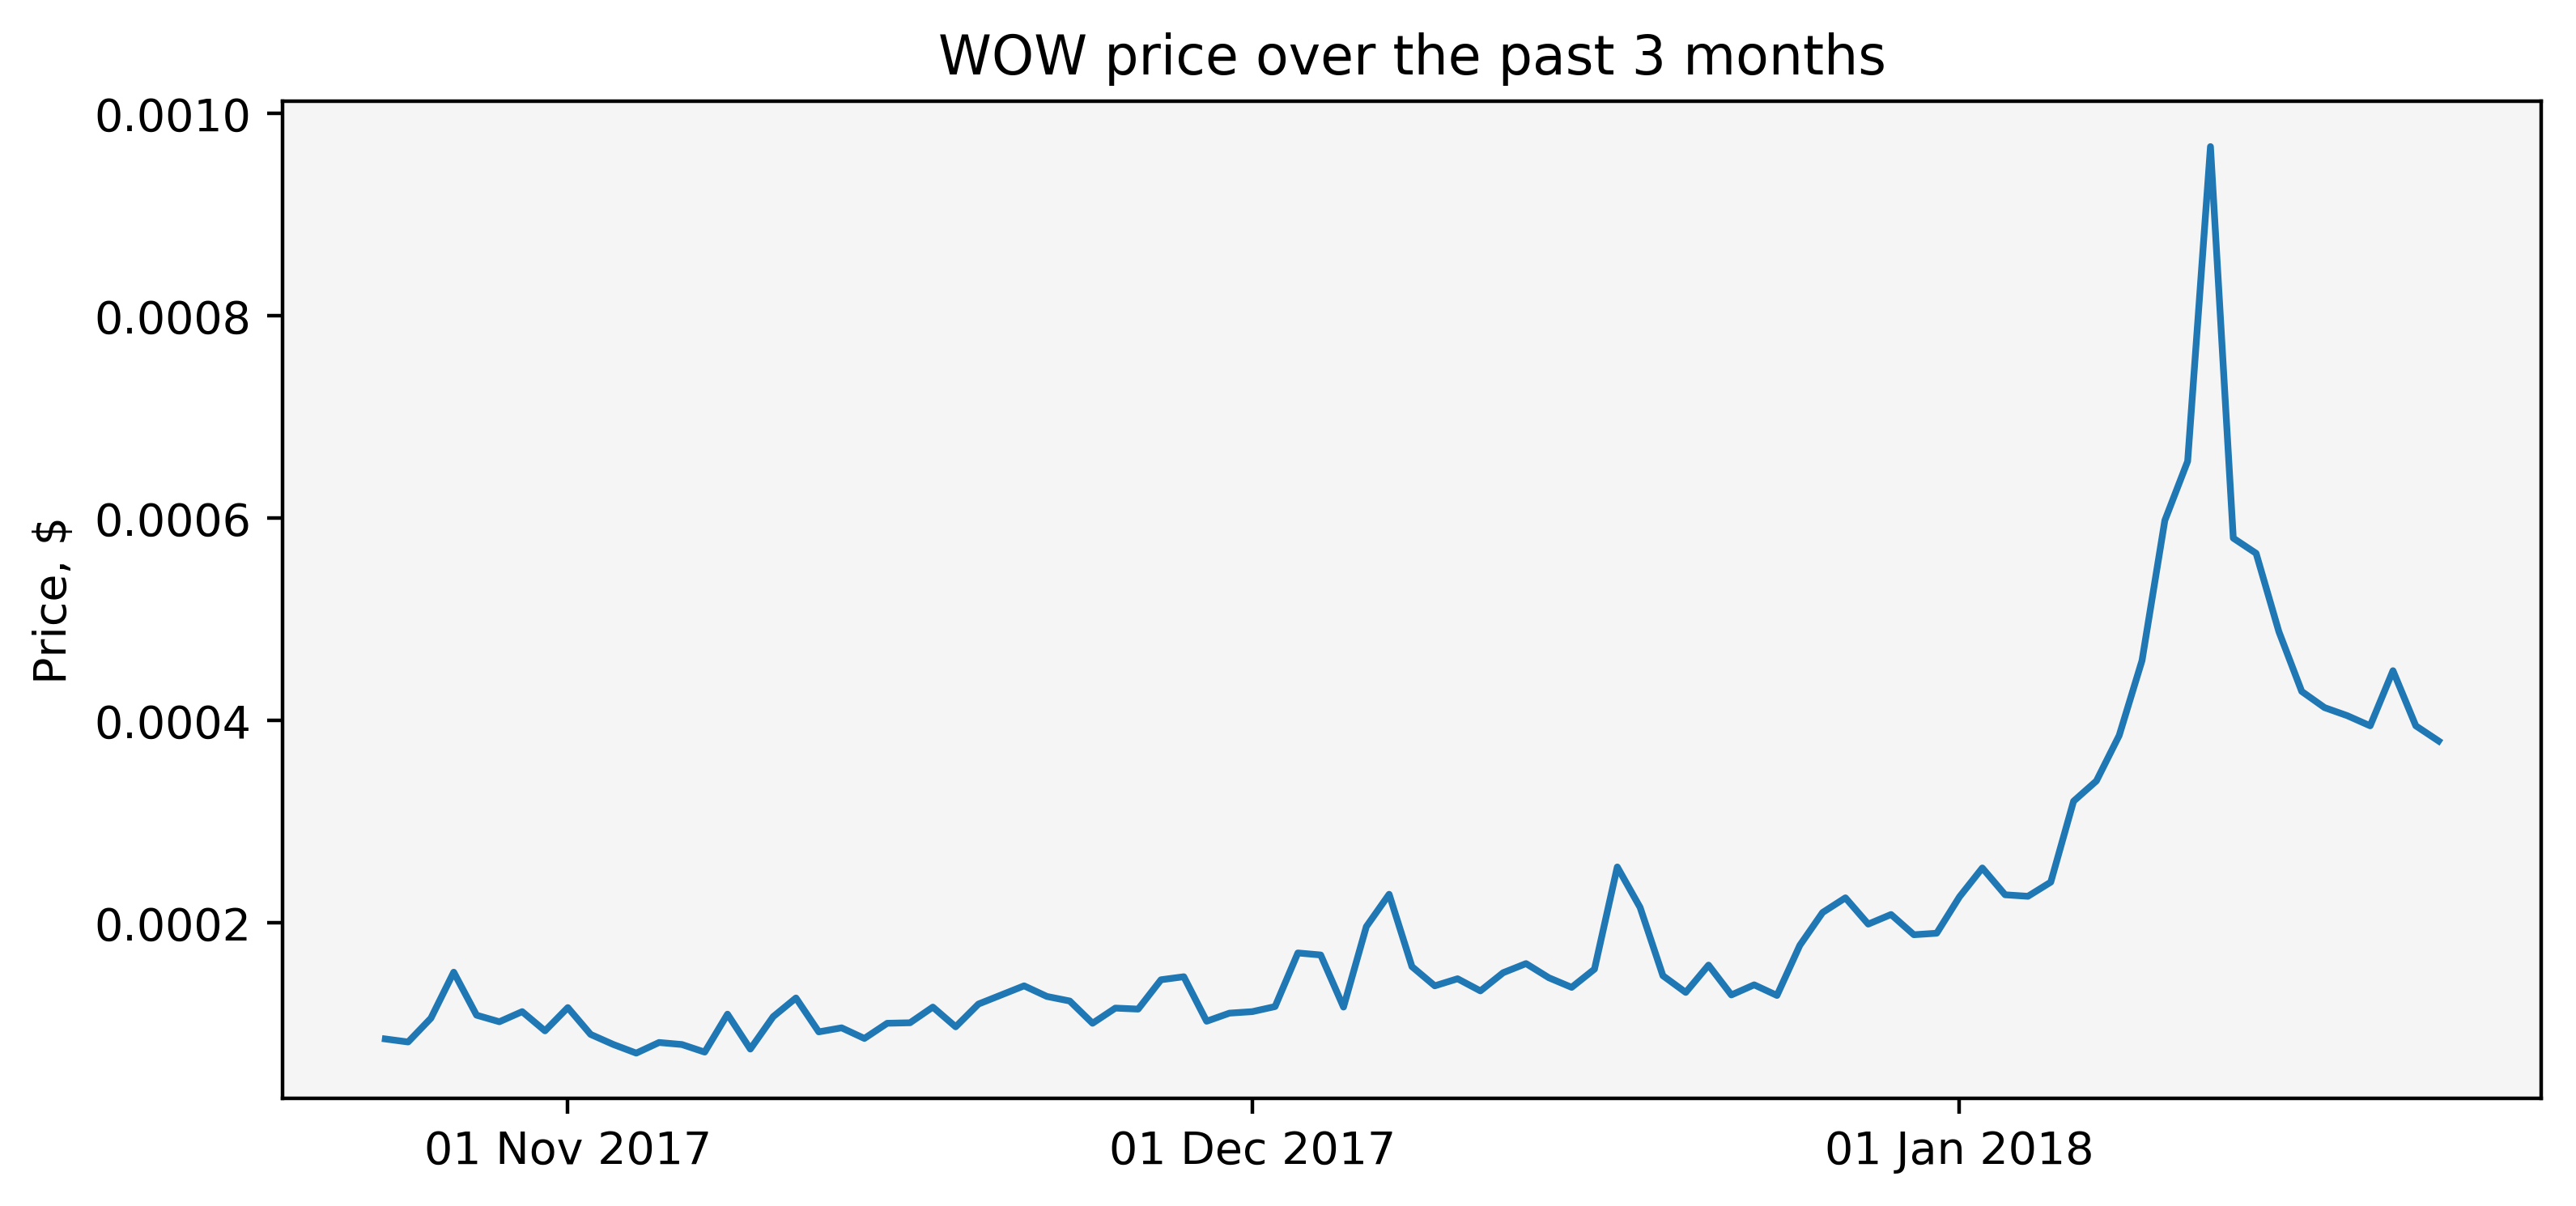 WOW price over the past 3 months
Price, $
0.0010
0.0008
0.0006
0.0004
0.0002
01 Nov 2017
01 Dec 2017
01 Jan 2018